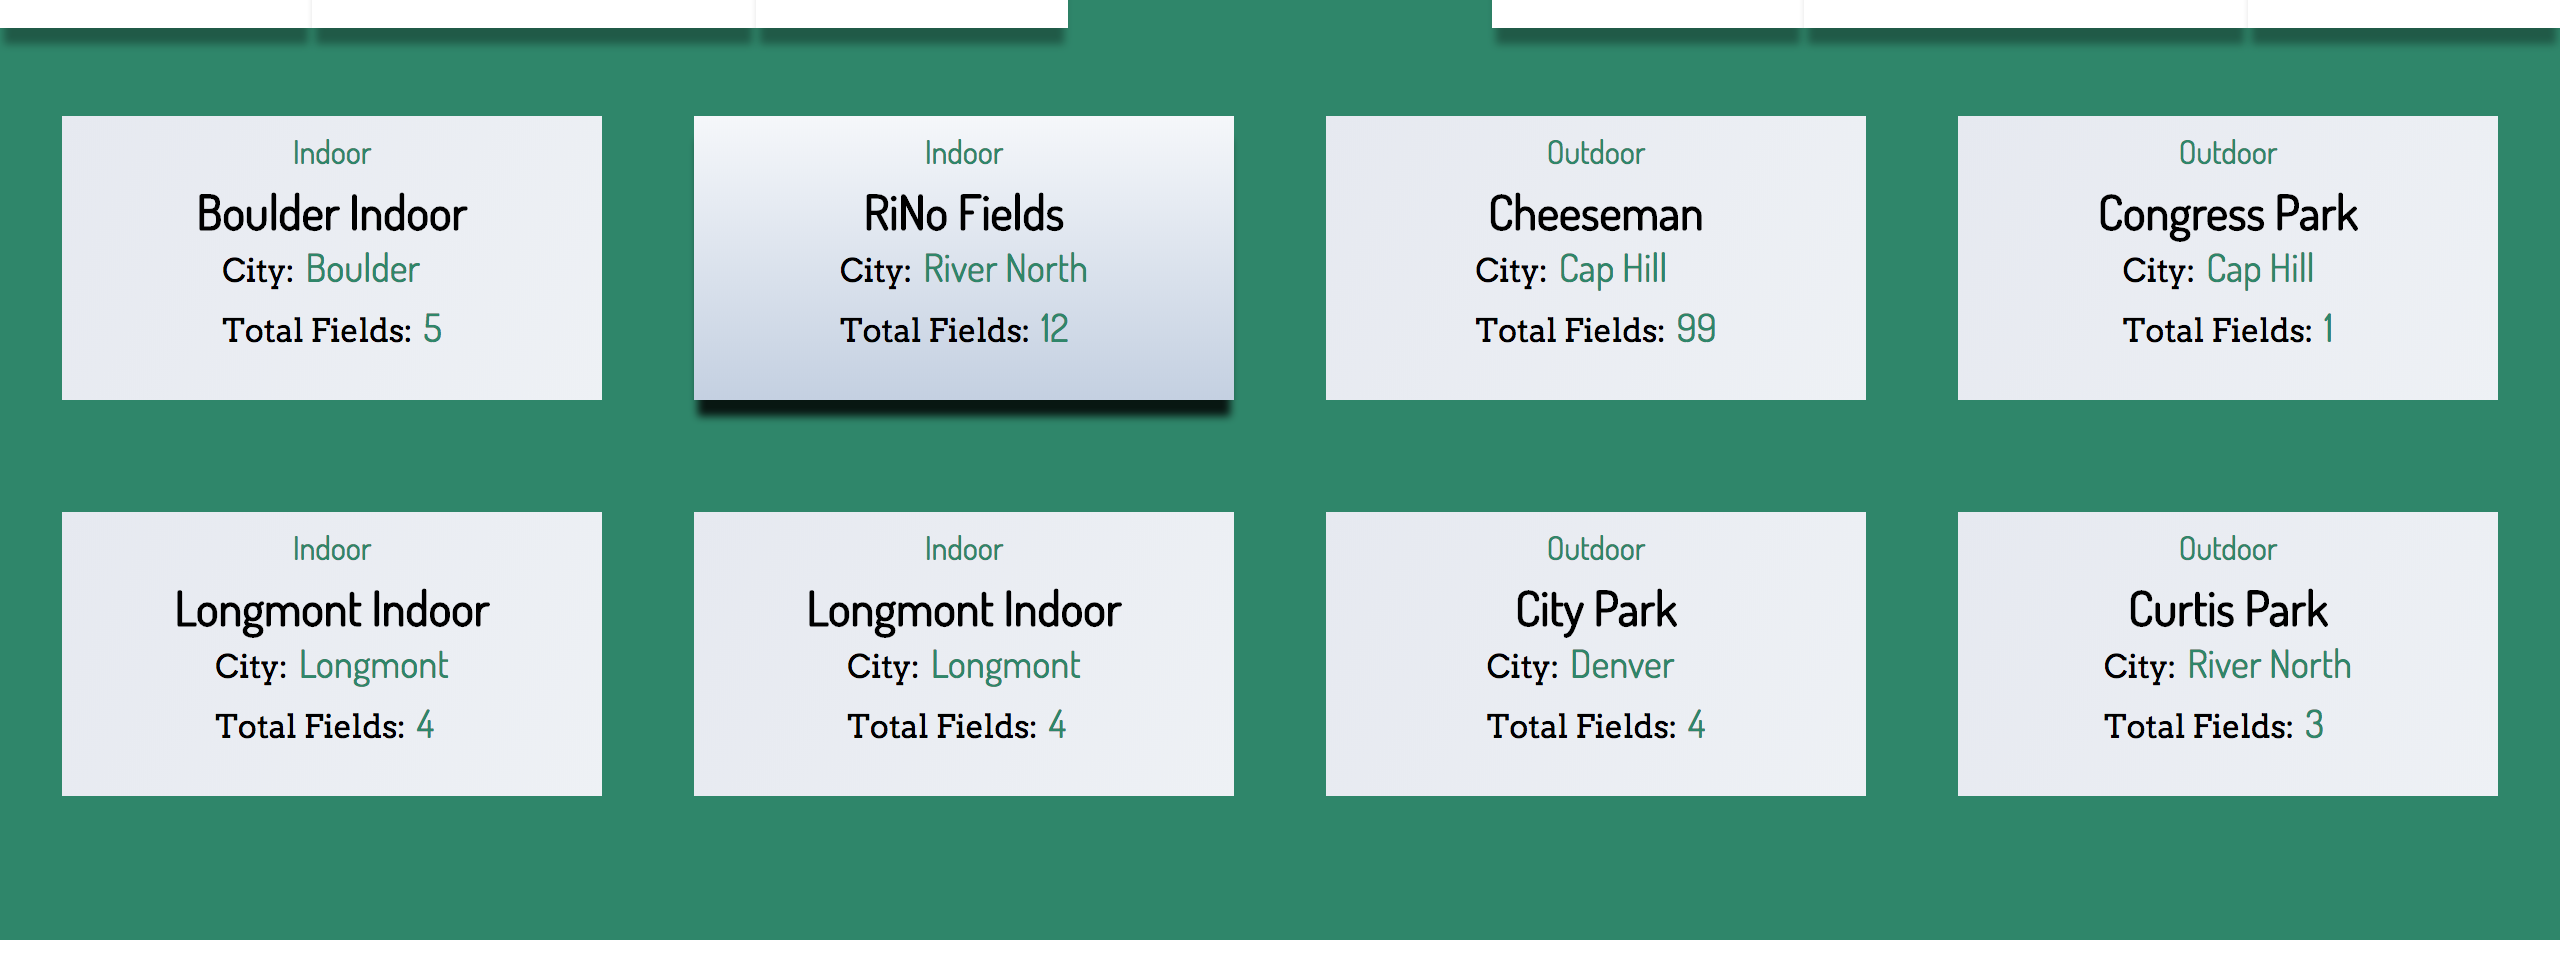 Indoor
Boulder Indoor
City: Boulder
Total Fields: 5
Indoor
RiNo Fields
City: River North
Total Fields: 12
Outdoor
Cheeseman
City: Cap Hill
Total Fields: 99
Outdoor
Congress Park
City: Cap Hill
Total Fields: 1
Indoor
Longmont Indoor
City: Longmont
Total Fields: 4
Indoor
Longmont Indoor
City: Longmont
Total Fields: 4
Outdoor
City Park
City: Denver
Total Fields: 4
Outdoor
Curtis Park
City: River North
Total Fields: 3